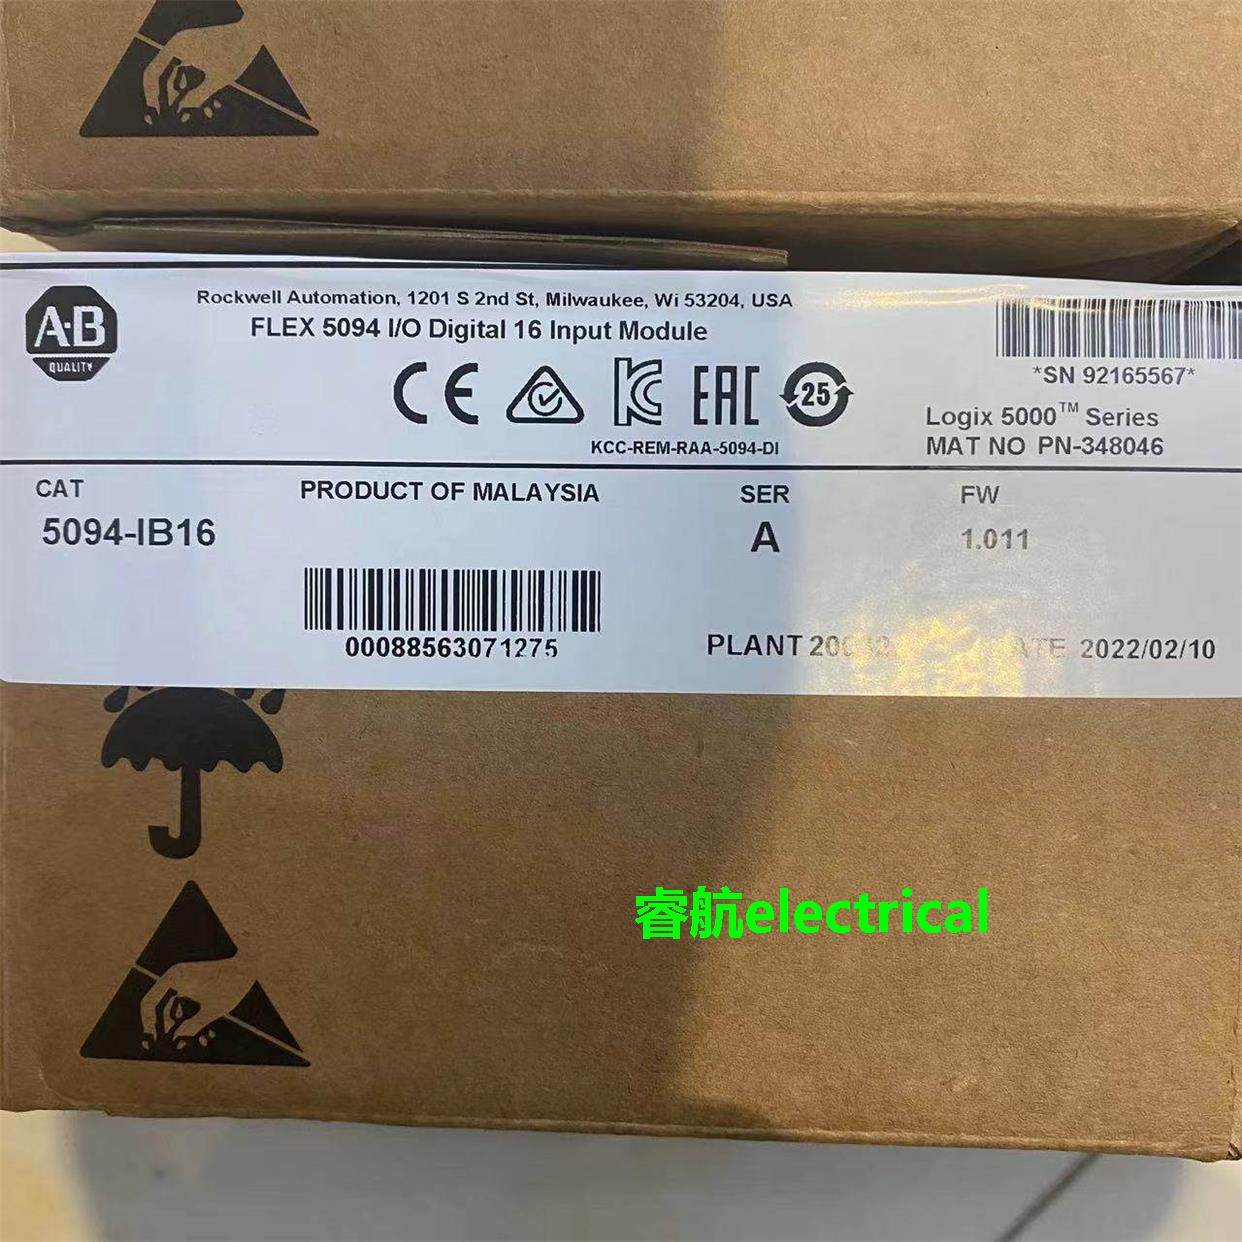 A·B
QUALITY
Rockwell Automation, 1201 S 2nd St, Milwaukee, Wi 53204, USA
FLEX 5094 I/O Digital 16 Input Module
CE
EAC
25
KCC-REM-RAA-5094-DI
*SN 92165567*
Logix 5000™ Series
MAT NO PN-348046
CAT
5094-IB16
PRODUCT OF MALAYSIA
SER
A
FW
1.011
00088563071275
PLANT
DATE 2022/02/10
睿航electrical